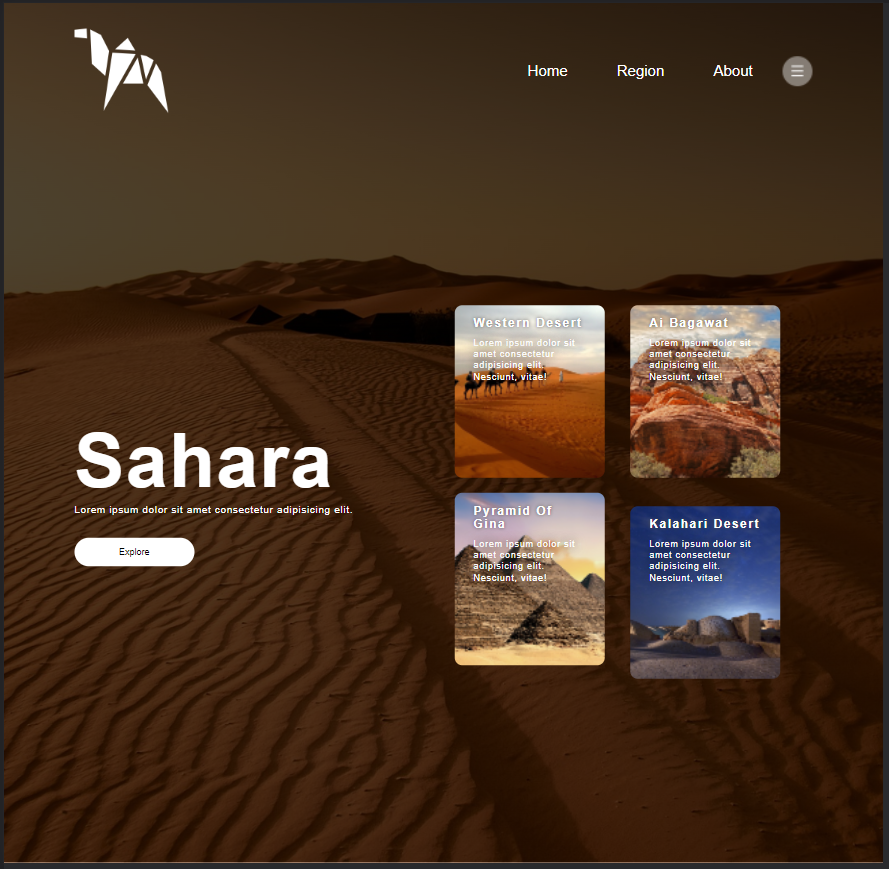 Home Region About
Western Desert
Lorem ipsum dolor sit
amet consectetur
adipisicing elit.
Nesciunt, vitae!
Ai Bagawat
Lorem ipsum dolor sit
amet consectetur
adipisicing elit.
Nesciunt, vitae!
Sahara
Lorem ipsum dolor sit amet consectetur adipisicing elit.
Explore
Pyramid Of
Gina
Lorem ipsum dolor sit
amet consectetur
adipisicing elit.
Nesciunt, vitae!
Kalahari Desert
Lorem ipsum dolor sit
amet consectetur
adipisicing elit.
Nesciunt, vitae!